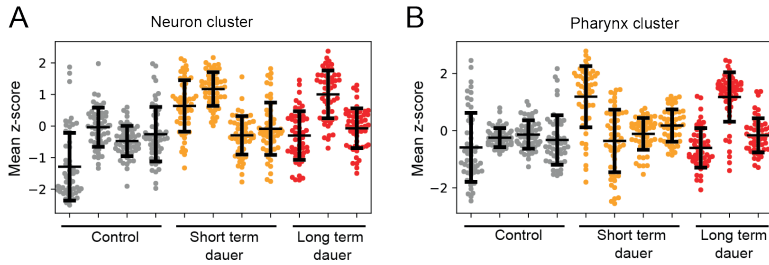 A
Neuron cluster
Mean z-score
2
1
0
−1
−2
Control
Short term
dauer
Long term
dauer
B
Pharynx cluster
Mean z-score
2
0
−2
Control
Short term
dauer
Long term
dauer